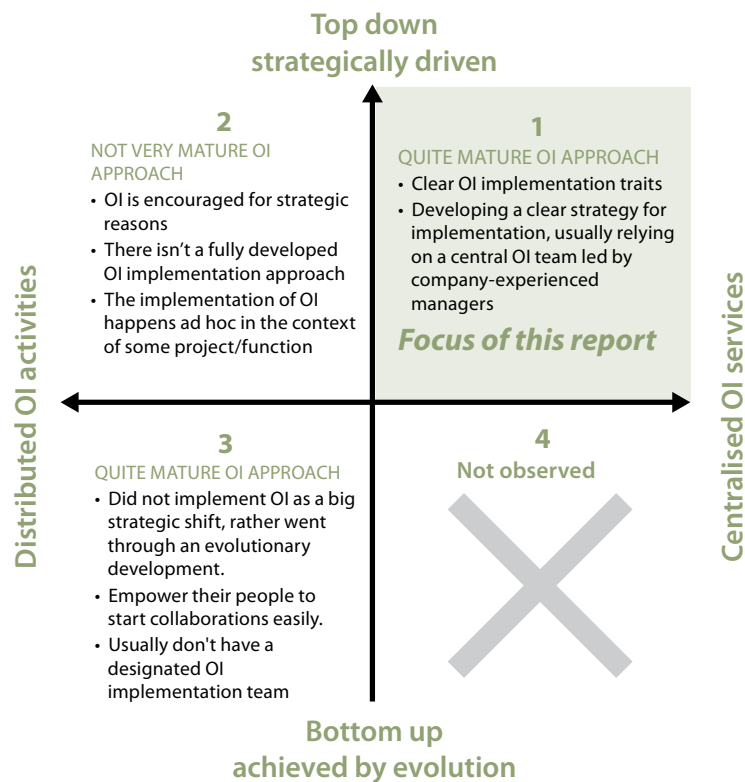 Top down
strategically driven
2
NOT VERY MATURE OI
APPROACH
• OI is encouraged for strategic
reasons
• There isn’t a fully developed
OI implementation approach
• The implementation of OI
happens ad hoc in the context
of some project/function
1
QUITE MATURE OI APPROACH
• Clear OI implementation traits
• Developing a clear strategy for
implementation, usually relying
on a central OI team led by
company-experienced
managers
Focus of this report
Distributed OI activities
Centralised OI services
3
QUITE MATURE OI APPROACH
• Did not implement OI as a big
strategic shift, rather went
through an evolutionary
development.
• Empower their people to
start collaborations easily.
• Usually don't have a
designated OI
implementation team
4
Not observed
Bottom up
achieved by evolution